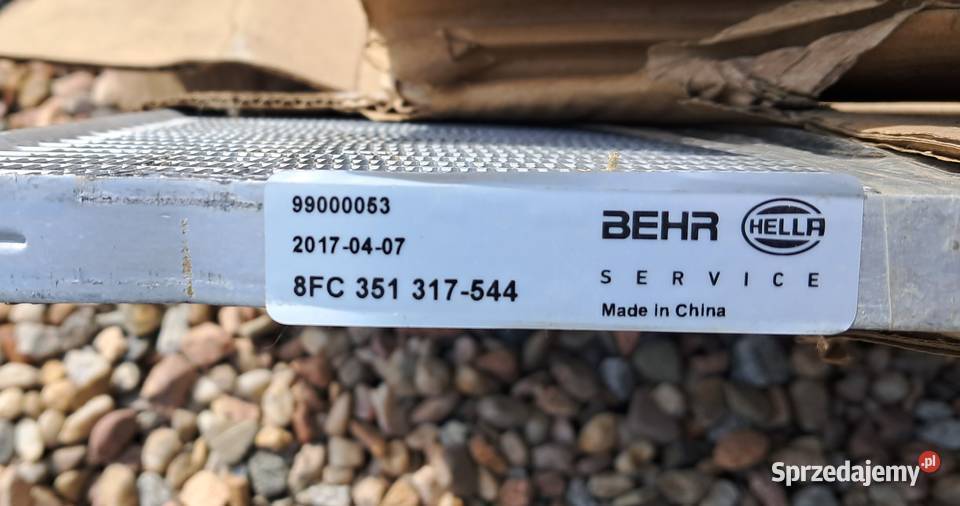 99000053
2017-04-07
8FC 351 317-544
BEHR HELLA
SERVICE
Made in China
Sprzedajemy.pl